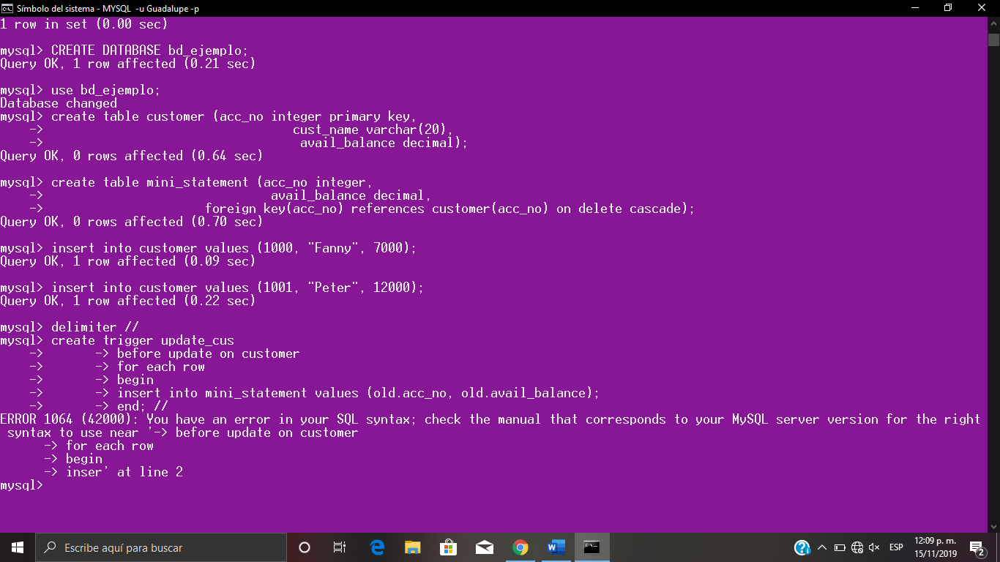 Símbolo del sistema - MYSQL -u Guadalupe -p
1 row in set (0.00 sec)
mysql> CREATE DATABASE bd_ejemplo;
Query OK, 1 row affected (0.21 sec)
mysql> use bd_ejemplo;
Database changed
mysql> create table customer (acc_no integer primary key,
    ->                                  cust_name varchar(20),
    ->                                   avail_balance decimal);
Query OK, 0 rows affected (0.64 sec)
mysql> create table mini_statement (acc_no integer,
    ->                               avail_balance decimal,
    ->                      foreign key(acc_no) references customer(acc_no) on delete cascade);
Query OK, 0 rows affected (0.70 sec)
mysql> insert into customer values (1000, "Fanny", 7000);
Query OK, 1 row affected (0.09 sec)
mysql> insert into customer values (1001, "Peter", 12000);
Query OK, 1 row affected (0.22 sec)
mysql> delimiter //
mysql> create trigger update_cus
    ->       -> before update on customer
    ->       -> for each row
    ->       -> begin
    ->       -> insert into mini_statement values (old.acc_no, old.avail_balance);
    ->       -> end; //
ERROR 1064 (42000): You have an error in your SQL syntax; check the manual that corresponds to your MySQL server version for the right
 syntax to use near '-> before update on customer
      -> for each row
      -> begin
      -> inser' at line 2
mysql>
Escribe aquí para buscar
ESP
12:09 p. m.
15/11/2019
2